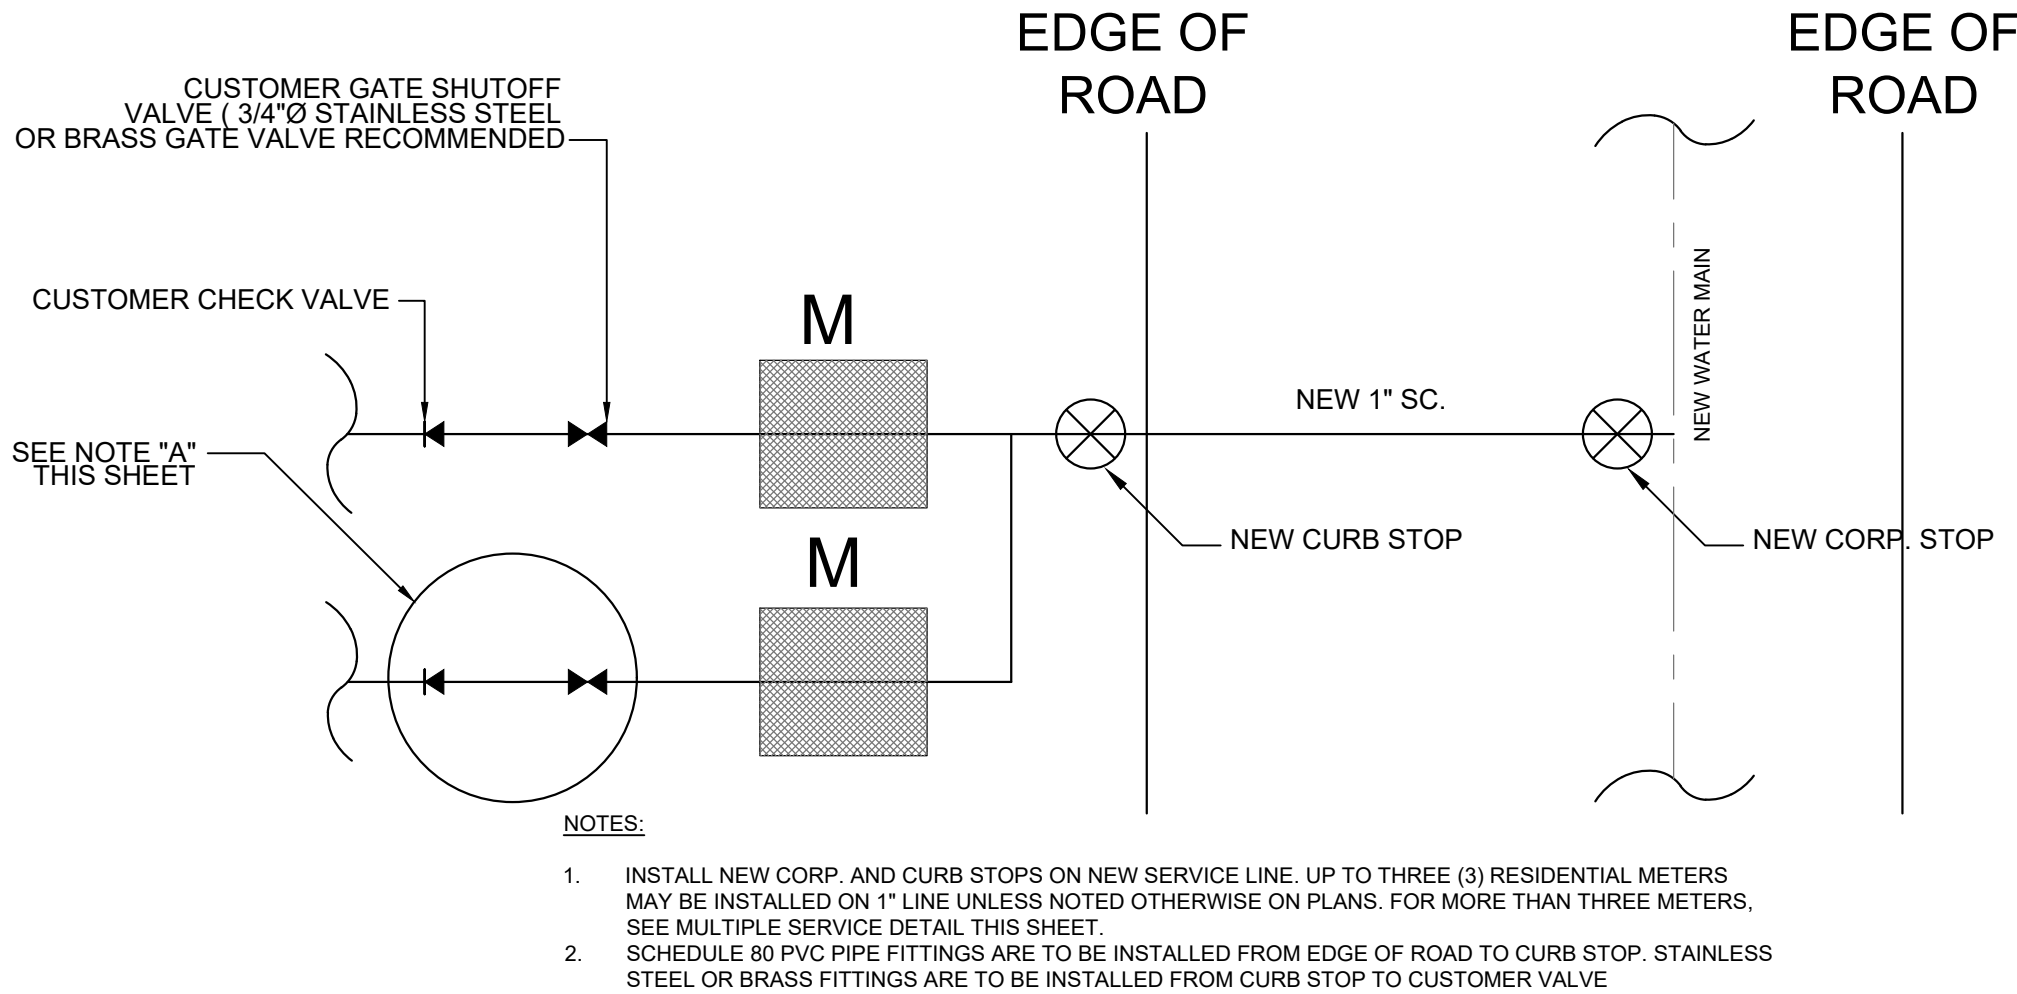 EDGE OF
ROAD
EDGE OF
ROAD
CUSTOMER GATE SHUTOFF
VALVE ( 3/4"Ø STAINLESS STEEL
OR BRASS GATE VALVE RECOMMENDED
CUSTOMER CHECK VALVE
M
NEW WATER MAIN
NEW 1" SC.
SEE NOTE "A"
THIS SHEET
NEW CURB STOP
NEW CORP. STOP
M
NOTES:
1. INSTALL NEW CORP. AND CURB STOPS ON NEW SERVICE LINE. UP TO THREE (3) RESIDENTIAL METERS
MAY BE INSTALLED ON 1" LINE UNLESS NOTED OTHERWISE ON PLANS. FOR MORE THAN THREE METERS,
SEE MULTIPLE SERVICE DETAIL THIS SHEET.
2. SCHEDULE 80 PVC PIPE FITTINGS ARE TO BE INSTALLED FROM EDGE OF ROAD TO CURB STOP. STAINLESS
STEEL OR BRASS FITTINGS ARE TO BE INSTALLED FROM CURB STOP TO CUSTOMER VALVE